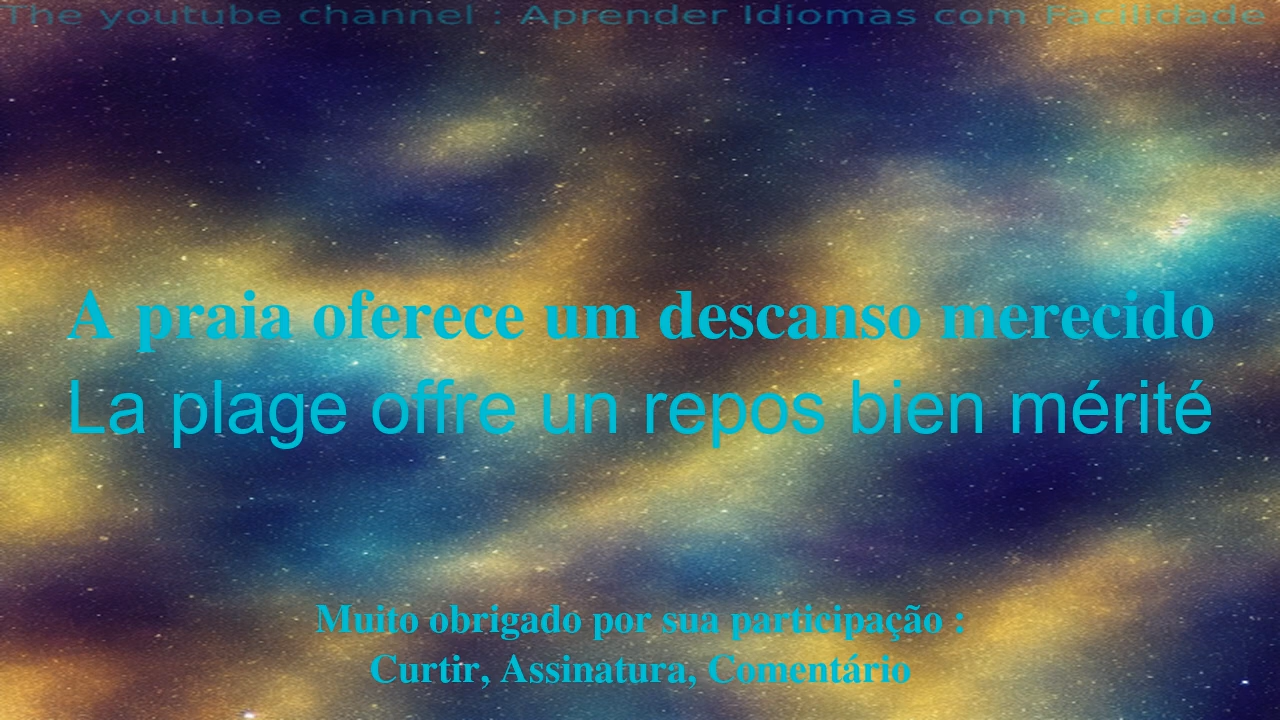 The youtube channel : Aprender Idiomas com Facilidade
A praia oferece um descanso merecido
La plage offre un repos bien mérité
Muito obrigado por sua participação :
Curtir, Assinatura, Comentário